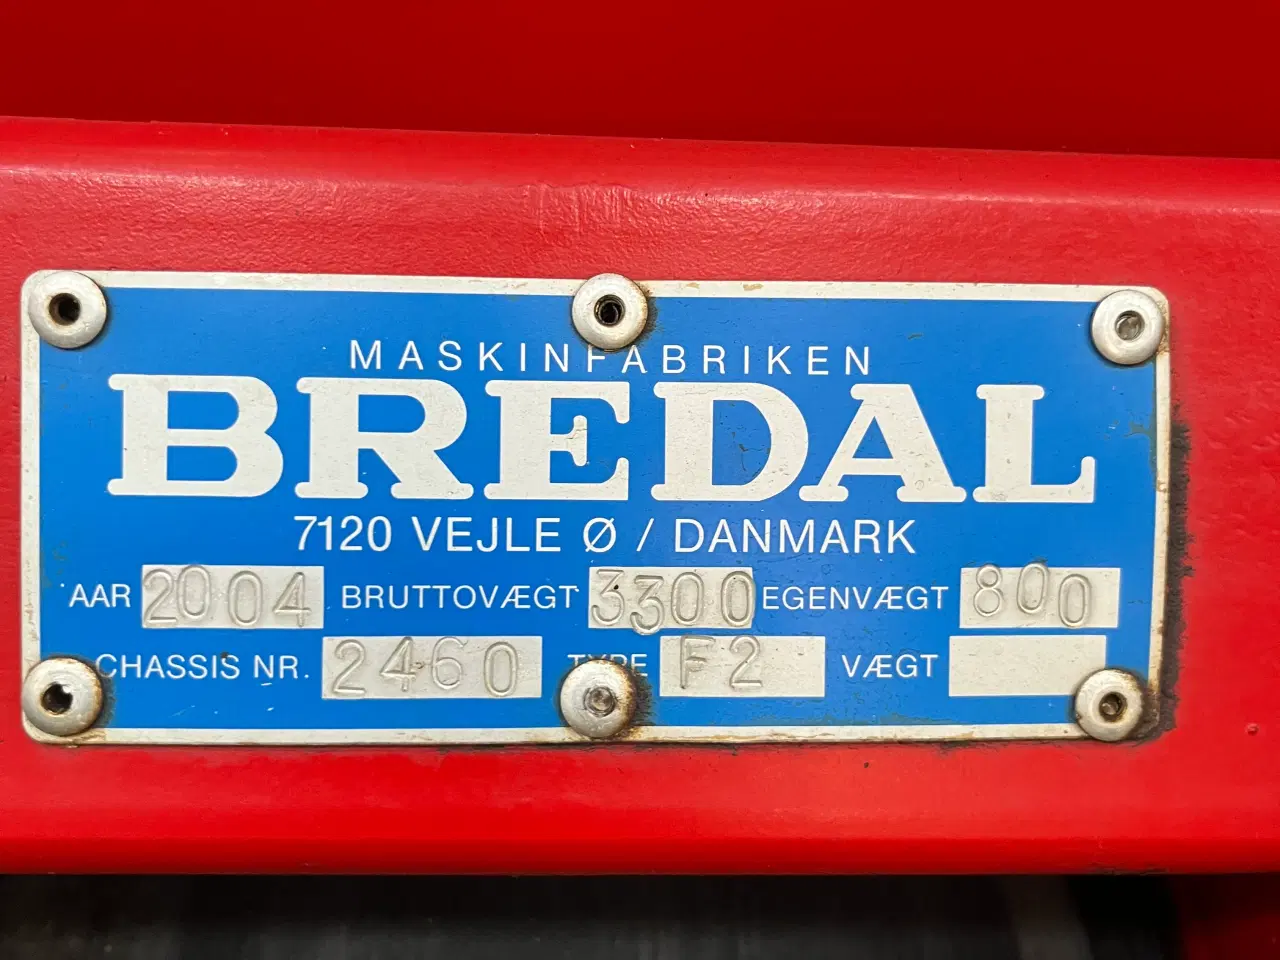 MASKINFABRIKEN
BREDAL
7120 VEJLE Ø / DANMARK
AAR 2004 BRUTTOVÆGT 3300 EGENVÆGT 800
CHASSIS NR. 2460 TYPE F2 VÆGT